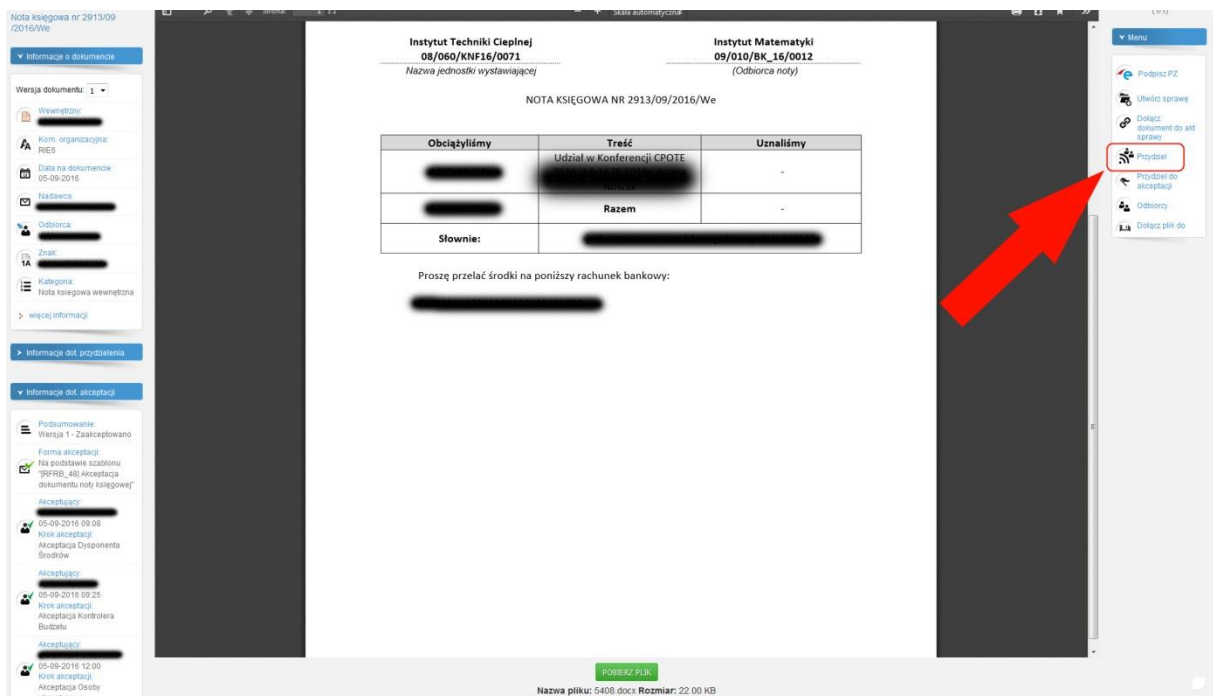 Nota księgowa nr 2913/09
/2016/We
Informacje o dokumencie
Wersja dokumentu: 1
Wewnętrzny:
Kom. organizacyjna:
RIE6
Data na dokumencie:
05-09-2016
Nadawca:
Odbiorca:
Znak:
Kategoria:
Nota księgowa wewnętrzna
więcej informacji
Informacje dot. przydzielenia
Informacje dot. akceptacji
Podsumowanie:
Wersja 1 - Zaakceptowano
Forma akceptacji:
Na podstawie szablonu
"[RFRB_48] Akceptacja
dokumentu noty księgowej"
Akceptujący:
05-09-2016 09:08
Krok akceptacji:
Akceptacja Dysponenta
Środków
Akceptujący:
05-09-2016 09:25
Krok akceptacji:
Akceptacja Kontrolera
Budżetu
Akceptujący:
05-09-2016 12:00
Krok akceptacji:
Akceptacja Osoby
Strona: 1 / 1
Skala automatyczna
Instytut Techniki Cieplnej
08/060/KNF16/0071
Nazwa jednostki wystawiającej
Instytut Matematyki
09/010/BK_16/0012
(Odbiorca noty)
NOTA KSIĘGOWA NR 2913/09/2016/We
Obciążyliśmy Treść Uznaliśmy
Udział w Konferencji CPOTE
-
Razem -
Słownie:
Proszę przelać środki na poniższy rachunek bankowy:
POBIERZ PLIK
Nazwa pliku: 5408.docx Rozmiar: 22.00 KB
(1/1)
Menu
Podpisz PZ
Utwórz sprawę
Dołącz
dokument do akt
sprawy
Przydziel
Przydziel do
akceptacji
Odbiorcy
Dołącz plik do